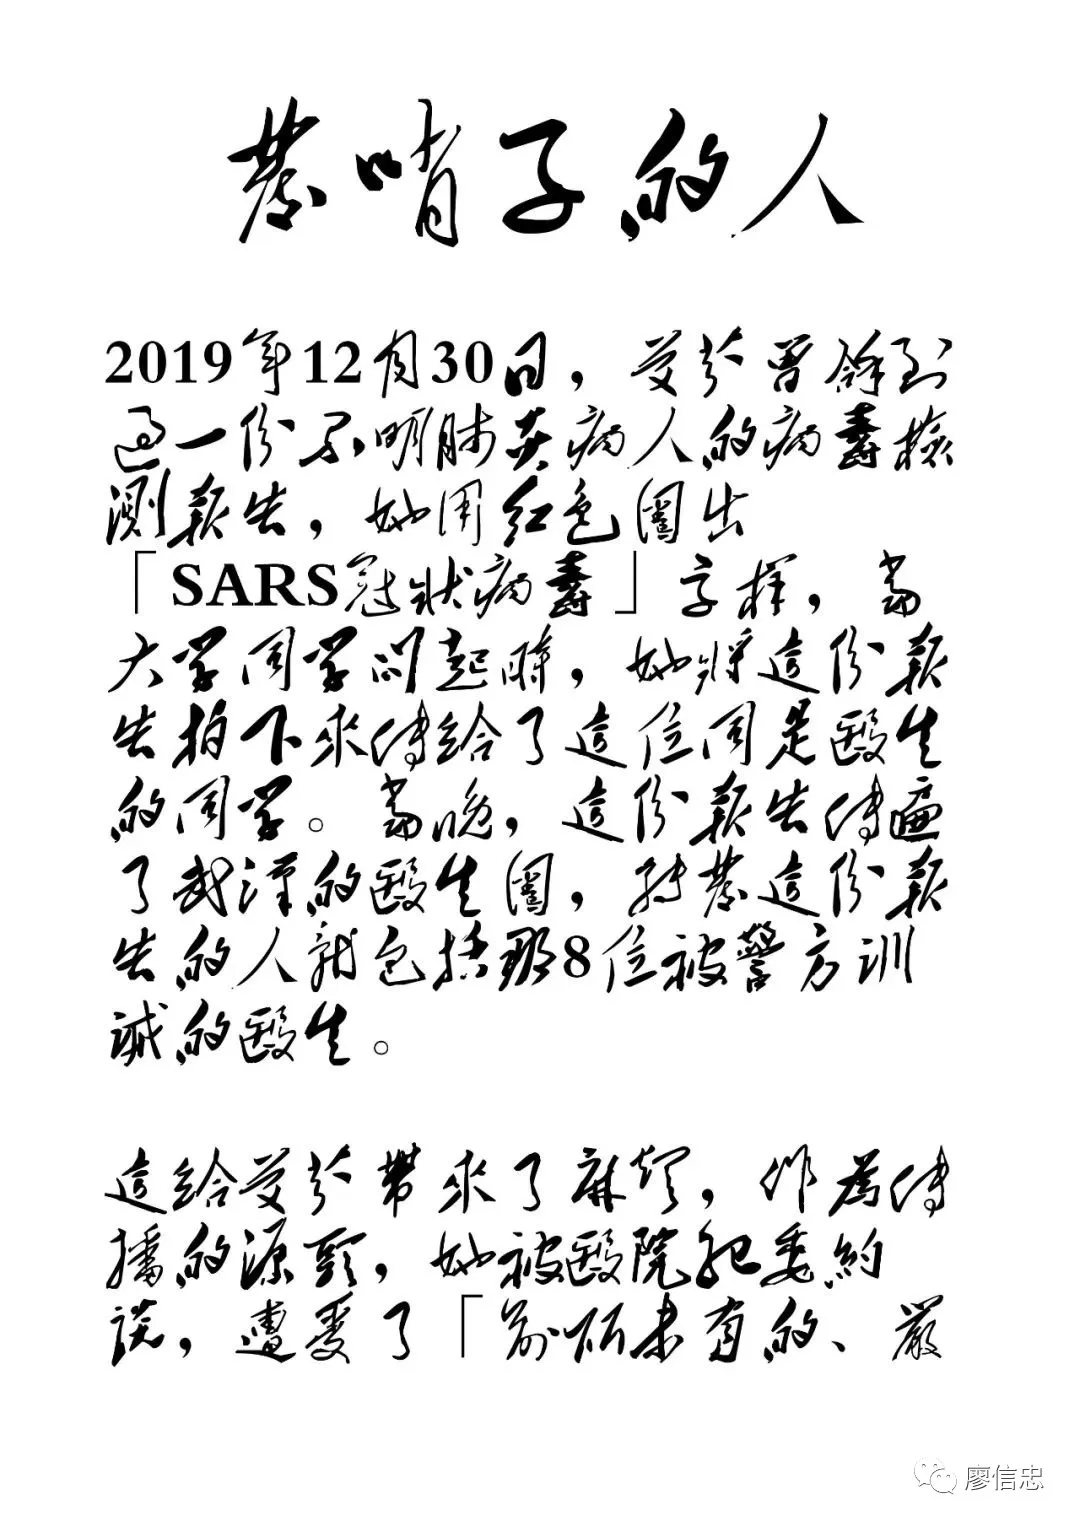 發哨子的人
2019年12月30日，艾芬曾拿到
過一份不明肺炎病人的病毒檢
測報告，她用紅色圈出
「SARS冠狀病毒」字樣，當
大學同學問起時，她將這份報
告拍下來傳給了這位同是醫生
的同學。當晚，這份報告傳遍
了武漢的醫生圈，轉發這份報
告的人就包括那8位被警方訓
誡的醫生。
這給艾芬帶來了麻煩，作為傳
播的源頭，她被醫院紀委約
談，遭受了「前所未有的、嚴
廖信忠